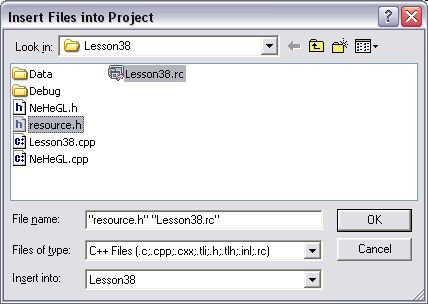 Insert Files into Project
Look in: Lesson38
Data
Lesson38.rc
Debug
NeHeGL.h
resource.h
Lesson38.cpp
NeHeGL.cpp
File name: "resource.h" "Lesson38.rc" OK
Files of type: C++ Files (.c;.cpp;.cxx;.tli;.h;.tlh;.inl;.rc) Cancel
Insert into: Lesson38